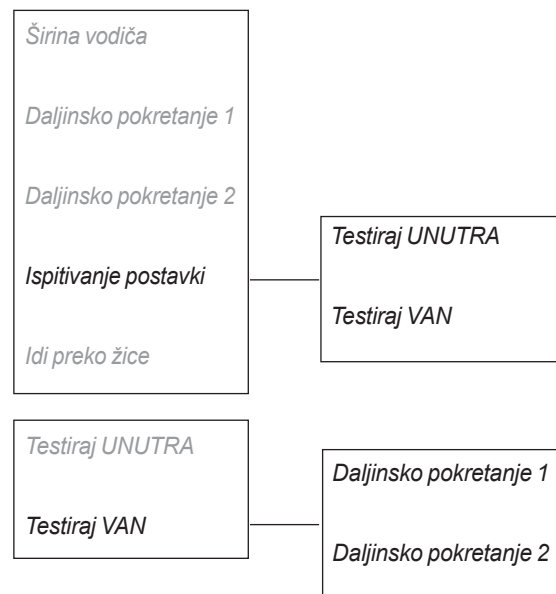 Širina vodiča
Daljinsko pokretanje 1
Daljinsko pokretanje 2
Ispitivanje postavki
Idi preko žice
Testiraj UNUTRA
Testiraj VAN
Testiraj UNUTRA
Testiraj VAN
Daljinsko pokretanje 1
Daljinsko pokretanje 2